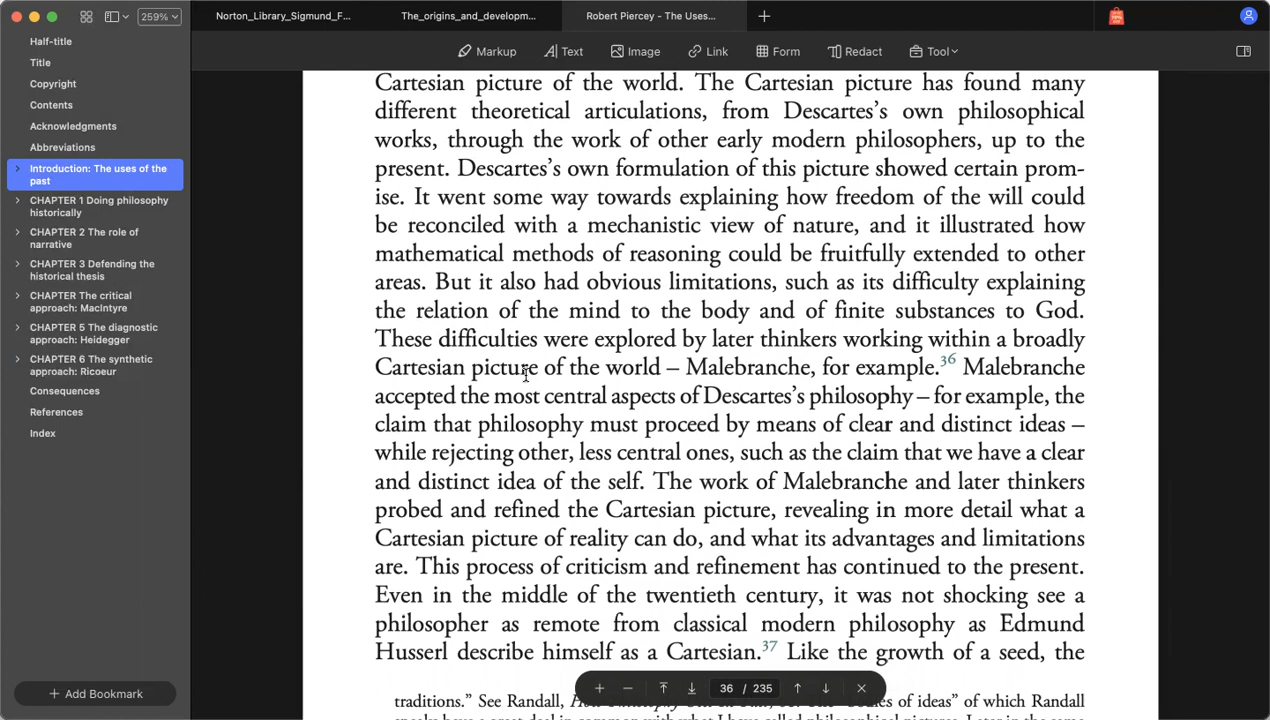 259%
Norton_Library_Sigmund_F...
The_origins_and_developm...
Robert Piercey - The Uses...
Markup
Text
Image
Link
Form
Redact
Tool
Half-title
Title
Copyright
Contents
Acknowledgments
Abbreviations
Introduction: The uses of the
past
CHAPTER 1 Doing philosophy
historically
CHAPTER 2 The role of
narrative
CHAPTER 3 Defending the
historical thesis
CHAPTER The critical
approach: MacIntyre
CHAPTER 5 The diagnostic
approach: Heidegger
CHAPTER 6 The synthetic
approach: Ricoeur
Consequences
References
Index
Add Bookmark
Cartesian picture of the world. The Cartesian picture has found many
different theoretical articulations, from Descartes's own philosophical
works, through the work of other early modern philosophers, up to the
present. Descartes's own formulation of this picture showed certain prom-
ise. It went some way towards explaining how freedom of the will could
be reconciled with a mechanistic view of nature, and it illustrated how
mathematical methods of reasoning could be fruitfully extended to other
areas. But it also had obvious limitations, such as its difficulty explaining
the relation of the mind to the body and of finite substances to God.
These difficulties were explored by later thinkers working within a broadly
Cartesian picture of the world – Malebranche, for example.36 Malebranche
accepted the most central aspects of Descartes's philosophy – for example, the
claim that philosophy must proceed by means of clear and distinct ideas –
while rejecting other, less central ones, such as the claim that we have a clear
and distinct idea of the self. The work of Malebranche and later thinkers
probed and refined the Cartesian picture, revealing in more detail what a
Cartesian picture of reality can do, and what its advantages and limitations
are. This process of criticism and refinement has continued to the present.
Even in the middle of the twentieth century, it was not shocking see a
philosopher as remote from classical modern philosophy as Edmund
Husserl describe himself as a Cartesian.37 Like the growth of a seed, the
36 / 235
traditions." See Randall,
of ideas" of which Randall